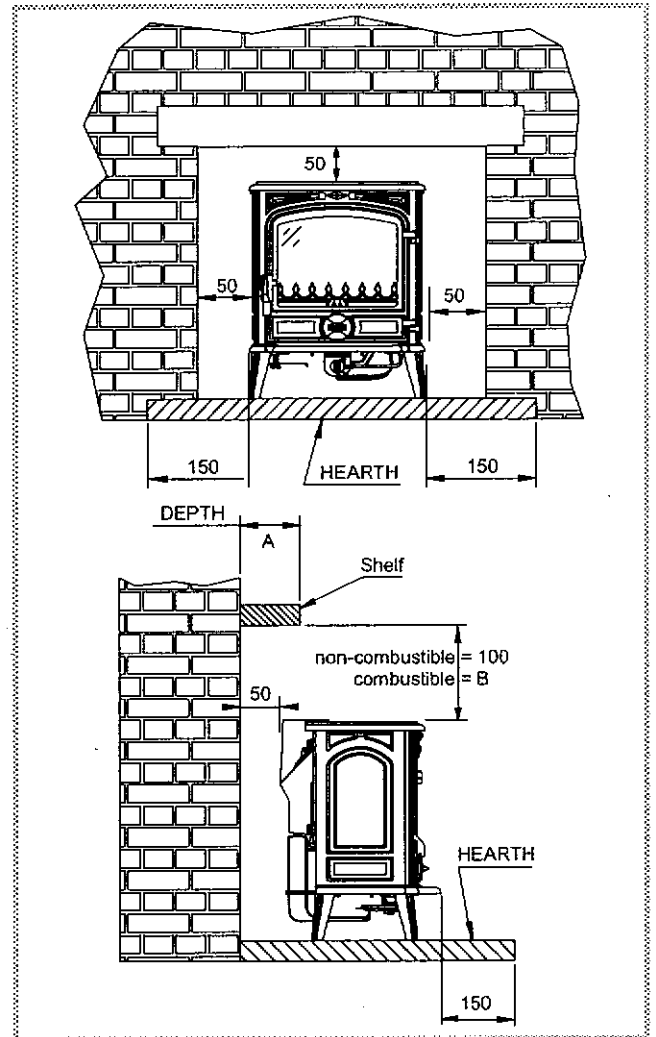 50
50
50
150
HEARTH
150
DEPTH
A
Shelf
non-combustible = 100
combustible = B
50
HEARTH
150